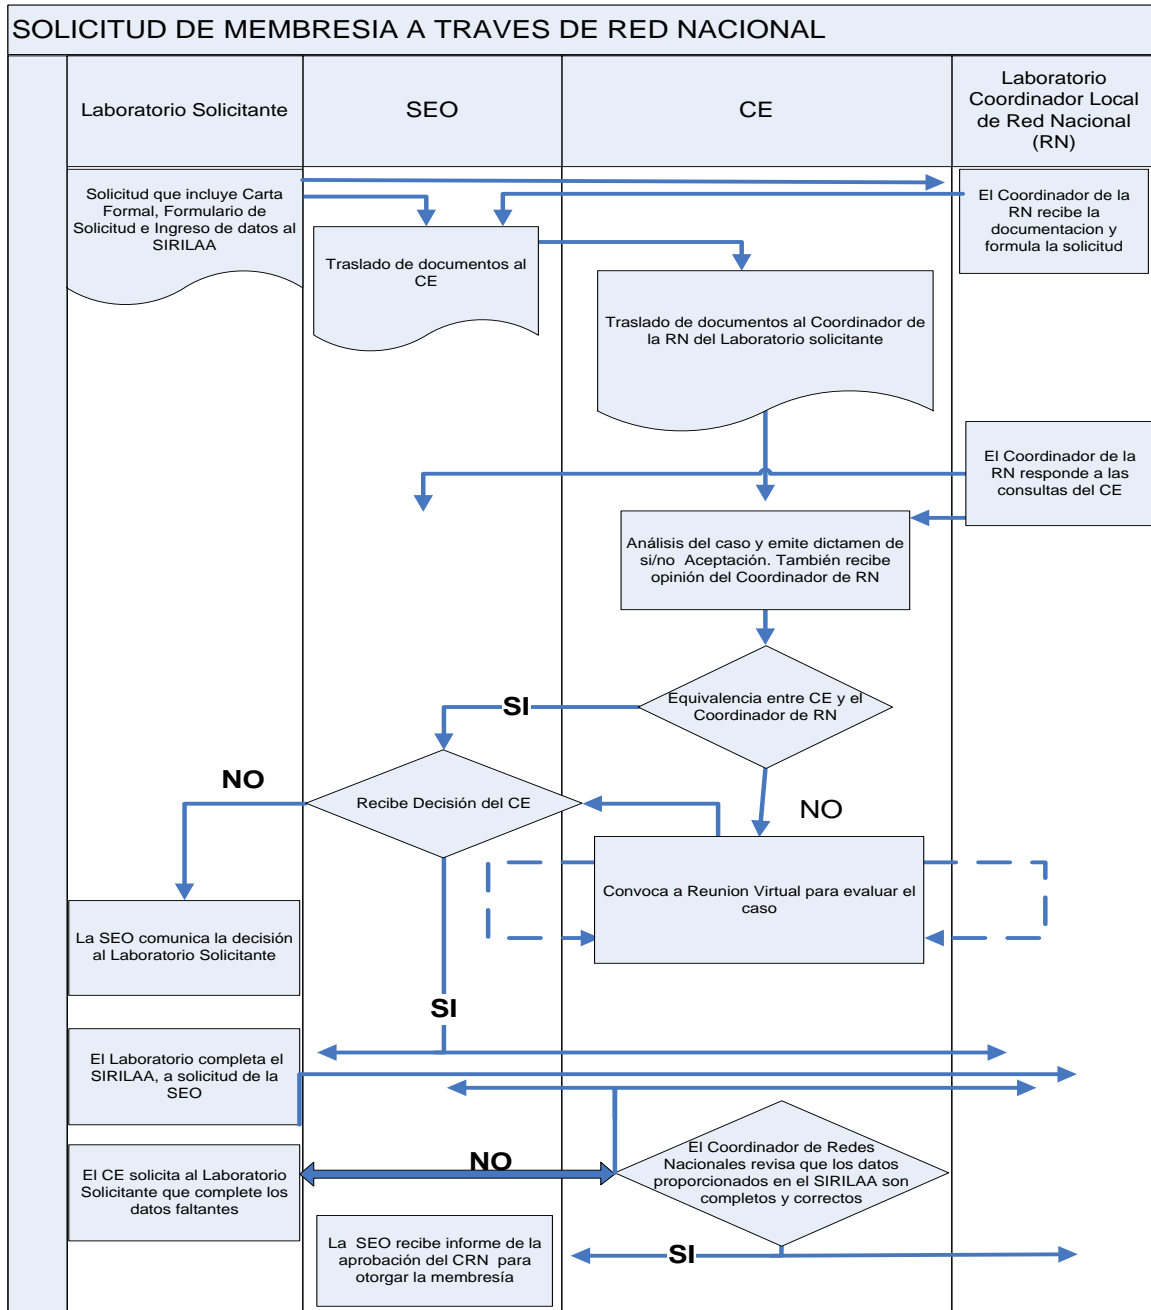 SOLICITUD DE MEMBRESIA A TRAVES DE RED NACIONAL
Laboratorio Solicitante
SEO
CE
Laboratorio
Coordinador Local
de Red Nacional
(RN)
Solicitud que incluye Carta
Formal, Formulario de
Solicitud e Ingreso de datos al
SIRILAA
El Coordinador de la
RN recibe la
documentacion y
formula la solicitud
Traslado de documentos al
CE
Traslado de documentos al Coordinador de
la RN del Laboratorio solicitante
El Coordinador de la
RN responde a las
consultas del CE
Análisis del caso y emite dictamen de
si/no  Aceptación. También recibe
opinión del Coordinador de RN
Equivalencia entre CE y el
Coordinador de RN
SI
NO
Recibe Decisión del CE
NO
Convoca a Reunion Virtual para evaluar el
caso
La SEO comunica la decisión
al Laboratorio Solicitante
SI
El Laboratorio completa el
SIRILAA, a solicitud de la
SEO
El CE solicita al Laboratorio
Solicitante que complete los
datos faltantes
NO
El Coordinador de Redes
Nacionales revisa que los datos
proporcionados en el SIRILAA son
completos y correctos
La  SEO recibe informe de la
aprobación del CRN  para
otorgar la membresía
SI